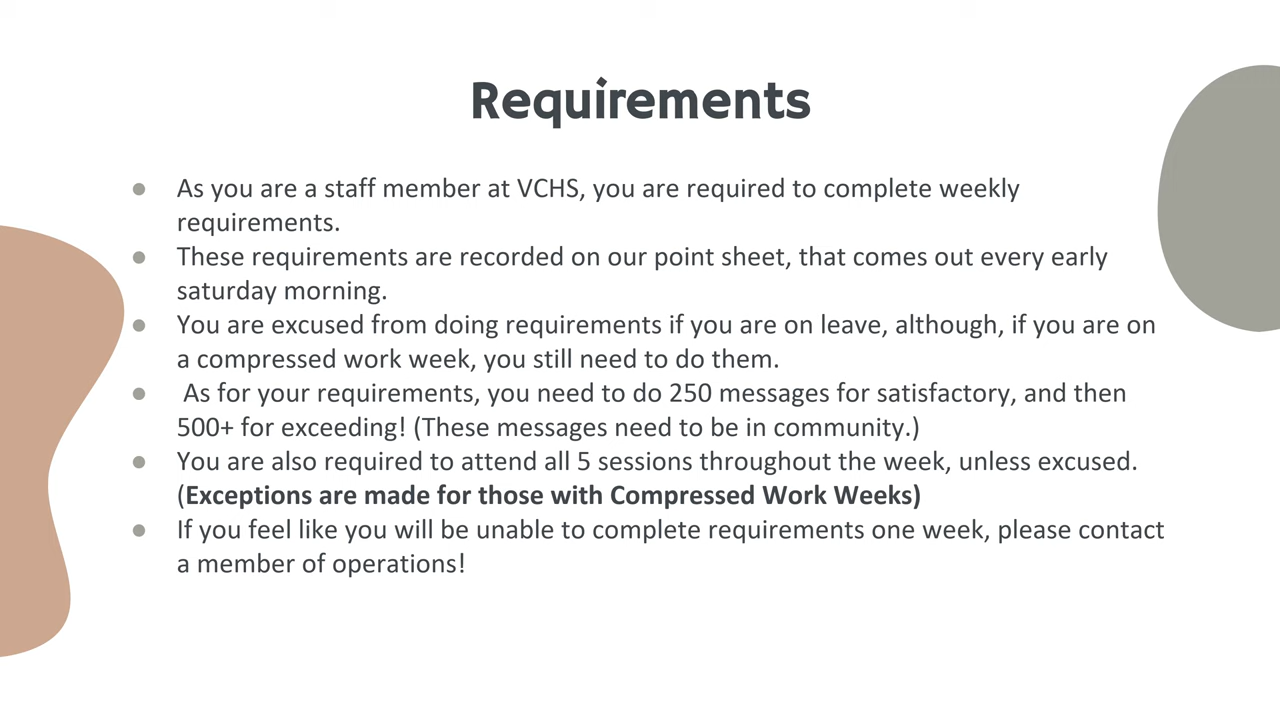 Requirements
● As you are a staff member at VCHS, you are required to complete weekly
requirements.
● These requirements are recorded on our point sheet, that comes out every early
saturday morning.
● You are excused from doing requirements if you are on leave, although, if you are on
a compressed work week, you still need to do them.
● As for your requirements, you need to do 250 messages for satisfactory, and then
500+ for exceeding! (These messages need to be in community.)
● You are also required to attend all 5 sessions throughout the week, unless excused.
(Exceptions are made for those with Compressed Work Weeks)
● If you feel like you will be unable to complete requirements one week, please contact
a member of operations!